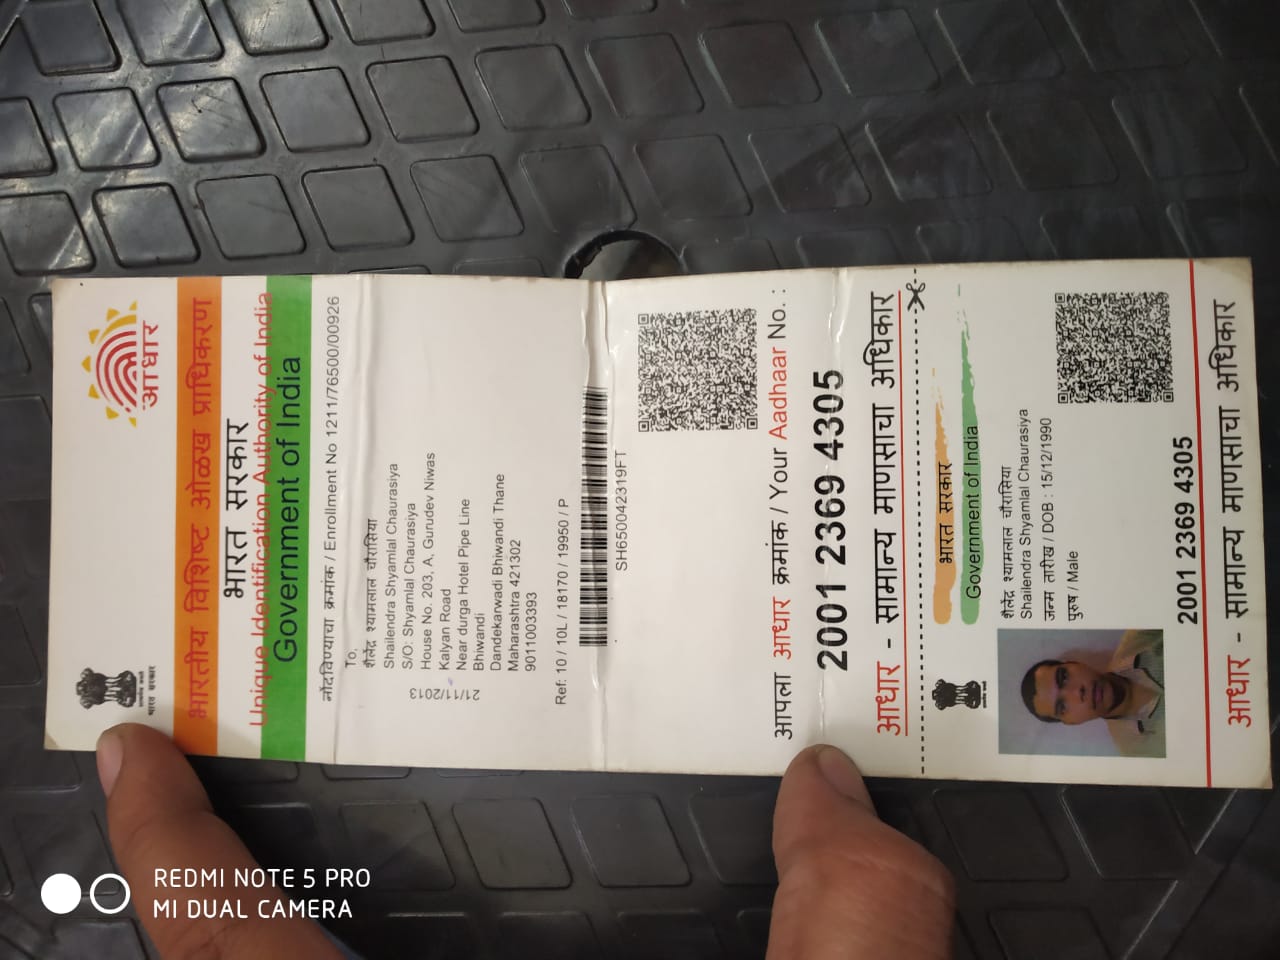 आधार
भारत सरकार
भारतीय विशिष्ट ओळख प्राधिकरण
भारत सरकार
Unique Identification Authority of India
Government of India
नोंदविण्याचा क्रमांक / Enrollment No 1211/76500/00926
To,
शैलेंद्र श्यामलाल चौरासिया
Shailendra Shyamlal Chaurasiya
S/O: Shyamlal Chaurasiya
House No. 203, A, Gurudev Niwas
Kalyan Road
Near durga Hotel Pipe Line
Bhiwandi
Dandekarwadi Bhiwandi Thane
Maharashtra 421302
9011003393
21/11/2013
Ref: 10 / 10L / 18170 / 19950 / P
SH650042319FT
आपला आधार क्रमांक / Your Aadhaar No. :
2001 2369 4305
आधार - सामान्य माणसाचा अधिकार
भारत सरकार
Government of India
शैलेंद्र श्यामलाल चौरासिया
Shailendra Shyamlal Chaurasiya
जन्म तारीख / DOB : 15/12/1990
पुरुष / Male
2001 2369 4305
आधार - सामान्य माणसाचा अधिकार
REDMI NOTE 5 PRO
MI DUAL CAMERA